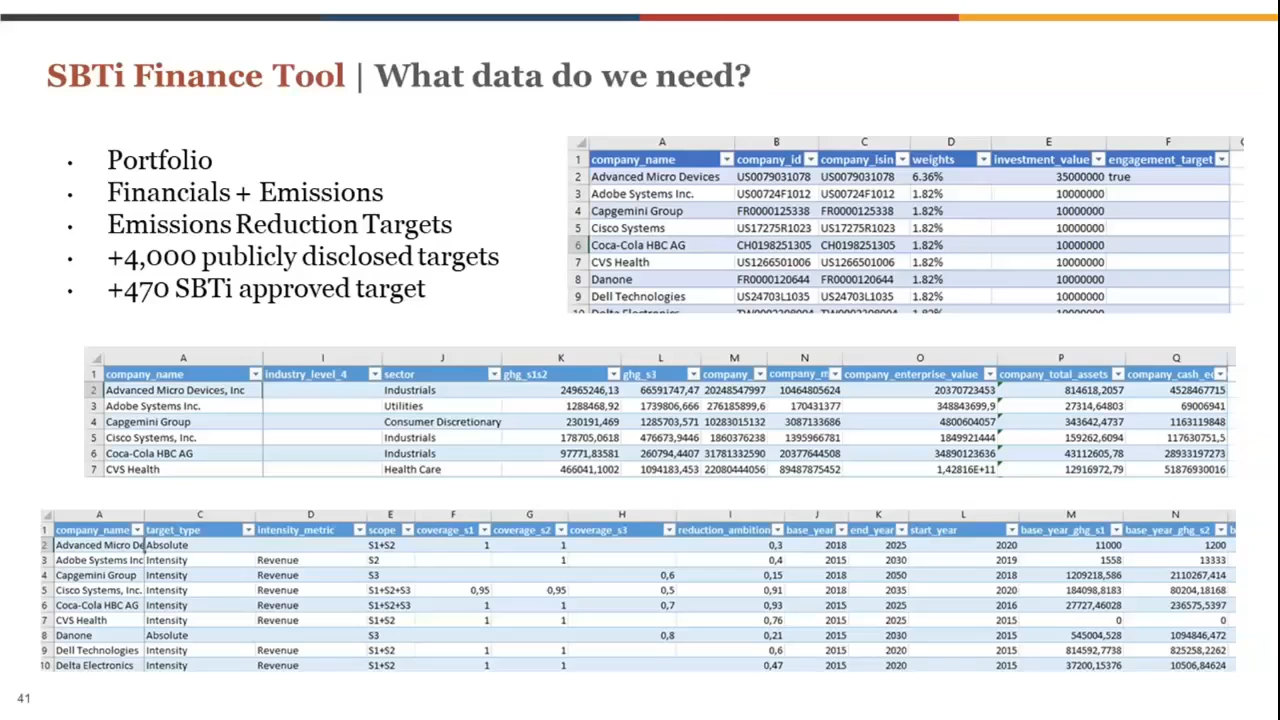 SBTi Finance Tool | What data do we need?
• Portfolio
• Financials + Emissions
• Emissions Reduction Targets
• +4,000 publicly disclosed targets
• +470 SBTi approved target
A B C D E F
1 company_name company_id company_isin weights investment_value engagement_target
2 Advanced Micro Devices US0079031078 US0079031078 6.36% 35000000 true
3 Adobe Systems Inc. US00724F1012 US00724F1012 1.82% 10000000
4 Capgemini Group FR0000125338 FR0000125338 1.82% 10000000
5 Cisco Systems US17275R1023 US17275R1023 1.82% 10000000
6 Coca-Cola HBC AG CH0198251305 CH0198251305 1.82% 10000000
7 CVS Health US1266501006 US1266501006 1.82% 10000000
8 Danone FR0000120644 FR0000120644 1.82% 10000000
9 Dell Technologies US24703L1035 US24703L1035 1.82% 10000000
A I J K L M N O P Q
1 company_name industry_level_4 sector ghg_s1s2 ghg_s3 company_ company_m company_enterprise_value company_total_assets company_cash_eq
2 Advanced Micro Devices, Inc Industrials 24965246,13 66591747,47 20248547997 10464805624 20370723453 814618,2057 4528467715
3 Adobe Systems Inc. Utilities 1288468,92 1739806,666 276185899,6 170431377 348843699,9 27314,64803 69006941
4 Capgemini Group Consumer Discretionary 230191,469 1285703,571 10283015132 3087133686 4800604057 343642,4737 1163119848
5 Cisco Systems, Inc. Industrials 178705,0618 476673,9446 1860376238 1395966781 1849921444 159262,6094 117630751,5
6 Coca-Cola HBC AG Industrials 97771,83581 260794,4407 31781332590 20377644508 34890123636 43112605,78 28933197273
7 CVS Health Health Care 466041,1002 1094183,453 22080444056 89487875452 1,42816E+11 12916972,79 51876930016
A C D E F G H I J K L M N
1 company_name target_type intensity_metric scope coverage_s1 coverage_s2 coverage_s3 reduction_ambition base_year end_year start_year base_year_ghg_s1 base_year_ghg_s2 b
2 Advanced Micro De Absolute S1+S2 1 1 0,3 2018 2025 2020 11000 1200
3 Adobe Systems Inc Intensity Revenue S2 1 0,4 2015 2030 2019 1558 13333
4 Capgemini Group Intensity Revenue S3 0,6 0,15 2018 2050 2018 1209218,586 2110267,414
5 Cisco Systems, Inc. Intensity Revenue S1+S2+S3 0,95 0,95 0,5 0,91 2018 2035 2020 184098,8183 80204,18168
6 Coca-Cola HBC AG Intensity Revenue S1+S2+S3 1 1 0,7 0,93 2015 2025 2016 27727,46028 236575,5397
7 CVS Health Intensity Revenue S1+S2 1 1 0,76 2015 2025 2015 0 0
8 Danone Absolute S3 0,8 0,21 2015 2030 2015 545004,528 1094846,472
9 Dell Technologies Intensity Revenue S1+S2 1 1 0,6 2015 2020 2015 814592,7738 825258,2262
10 Delta Electronics Intensity Revenue S1+S2 1 1 0,47 2015 2020 2015 37200,15376 10506,84624
41